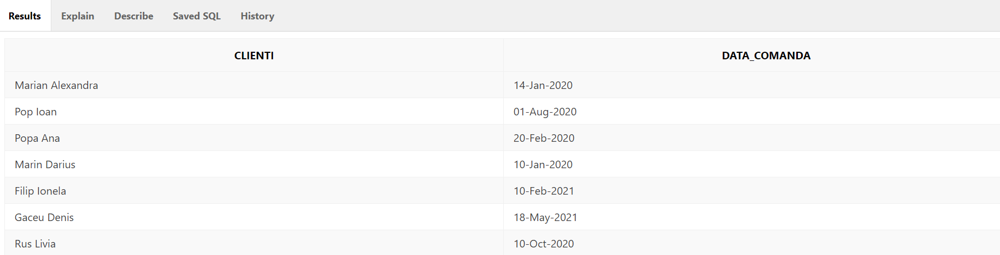 Results Explain Describe Saved SQL History
CLIENTI DATA_COMANDA
Marian Alexandra 14-Jan-2020
Pop Ioan 01-Aug-2020
Popa Ana 20-Feb-2020
Marin Darius 10-Jan-2020
Filip Ionela 10-Feb-2021
Gaceu Denis 18-May-2021
Rus Livia 10-Oct-2020